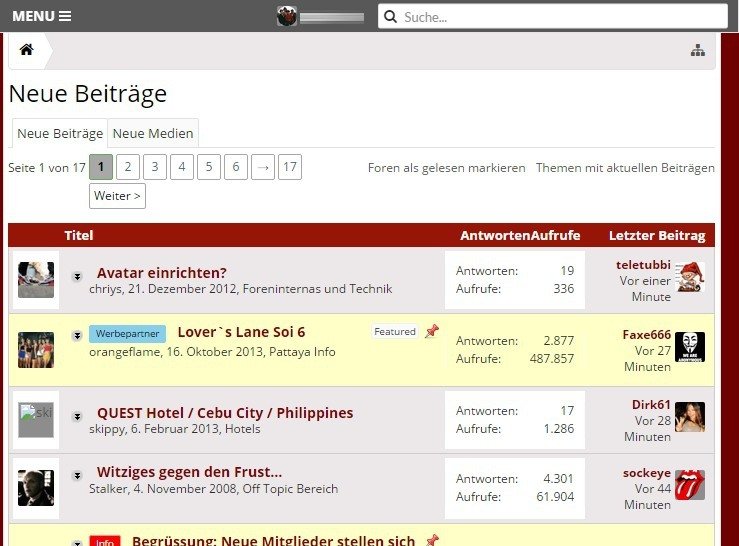 MENU
Suche...
Neue Beiträge
Neue Beiträge Neue Medien
Seite 1 von 17 1 2 3 4 5 6 → 17 Foren als gelesen markieren Themen mit aktuellen Beiträgen
Weiter >
Titel AntwortenAufrufe Letzter Beitrag
Avatar einrichten?
chriys, 21. Dezember 2012, Foreninternas und Technik
Antworten: 19
Aufrufe: 336
teletubbi
Vor einer
Minute
Werbepartner Lover`s Lane Soi 6 Featured
orangeflame, 16. Oktober 2013, Pattaya Info
Antworten: 2.877
Aufrufe: 487.857
Faxe666
Vor 27
Minuten
WE ARE
ANONYMOUS
ski
QUEST Hotel / Cebu City / Philippines
skippy, 6. Februar 2013, Hotels
Antworten: 17
Aufrufe: 1.286
Dirk61
Vor 28
Minuten
Witziges gegen den Frust...
Stalker, 4. November 2008, Off Topic Bereich
Antworten: 4.301
Aufrufe: 61.904
sockeye
Vor 44
Minuten
Info Begrüssung: Neue Mitglieder stellen sich